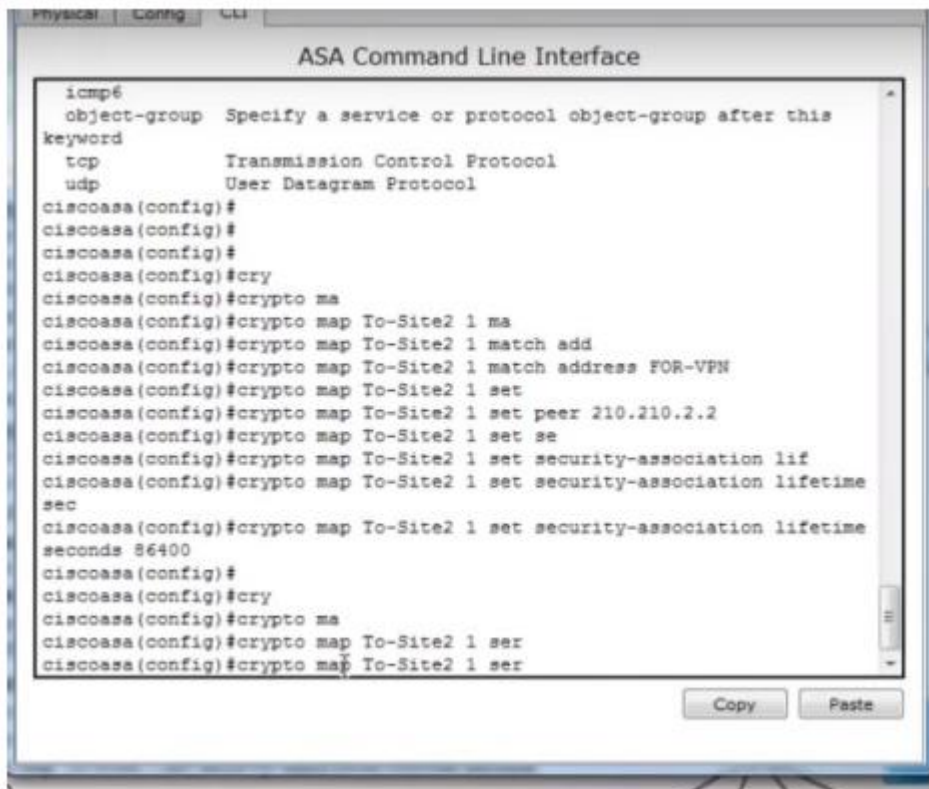 Physical Config CLI
ASA Command Line Interface
icmp6
object-group Specify a service or protocol object-group after this
keyword
tcp Transmission Control Protocol
udp User Datagram Protocol
ciscoasa(config)#
ciscoasa(config)#
ciscoasa(config)#
ciscoasa(config)#cry
ciscoasa(config)#crypto ma
ciscoasa(config)#crypto map To-Site2 1 ma
ciscoasa(config)#crypto map To-Site2 1 match add
ciscoasa(config)#crypto map To-Site2 1 match address FOR-VPN
ciscoasa(config)#crypto map To-Site2 1 set
ciscoasa(config)#crypto map To-Site2 1 set peer 210.210.2.2
ciscoasa(config)#crypto map To-Site2 1 set se
ciscoasa(config)#crypto map To-Site2 1 set security-association lif
ciscoasa(config)#crypto map To-Site2 1 set security-association lifetime
sec
ciscoasa(config)#crypto map To-Site2 1 set security-association lifetime
seconds 86400
ciscoasa(config)#
ciscoasa(config)#cry
ciscoasa(config)#crypto ma
ciscoasa(config)#crypto map To-Site2 1 ser
ciscoasa(config)#crypto map To-Site2 1 ser
Copy Paste